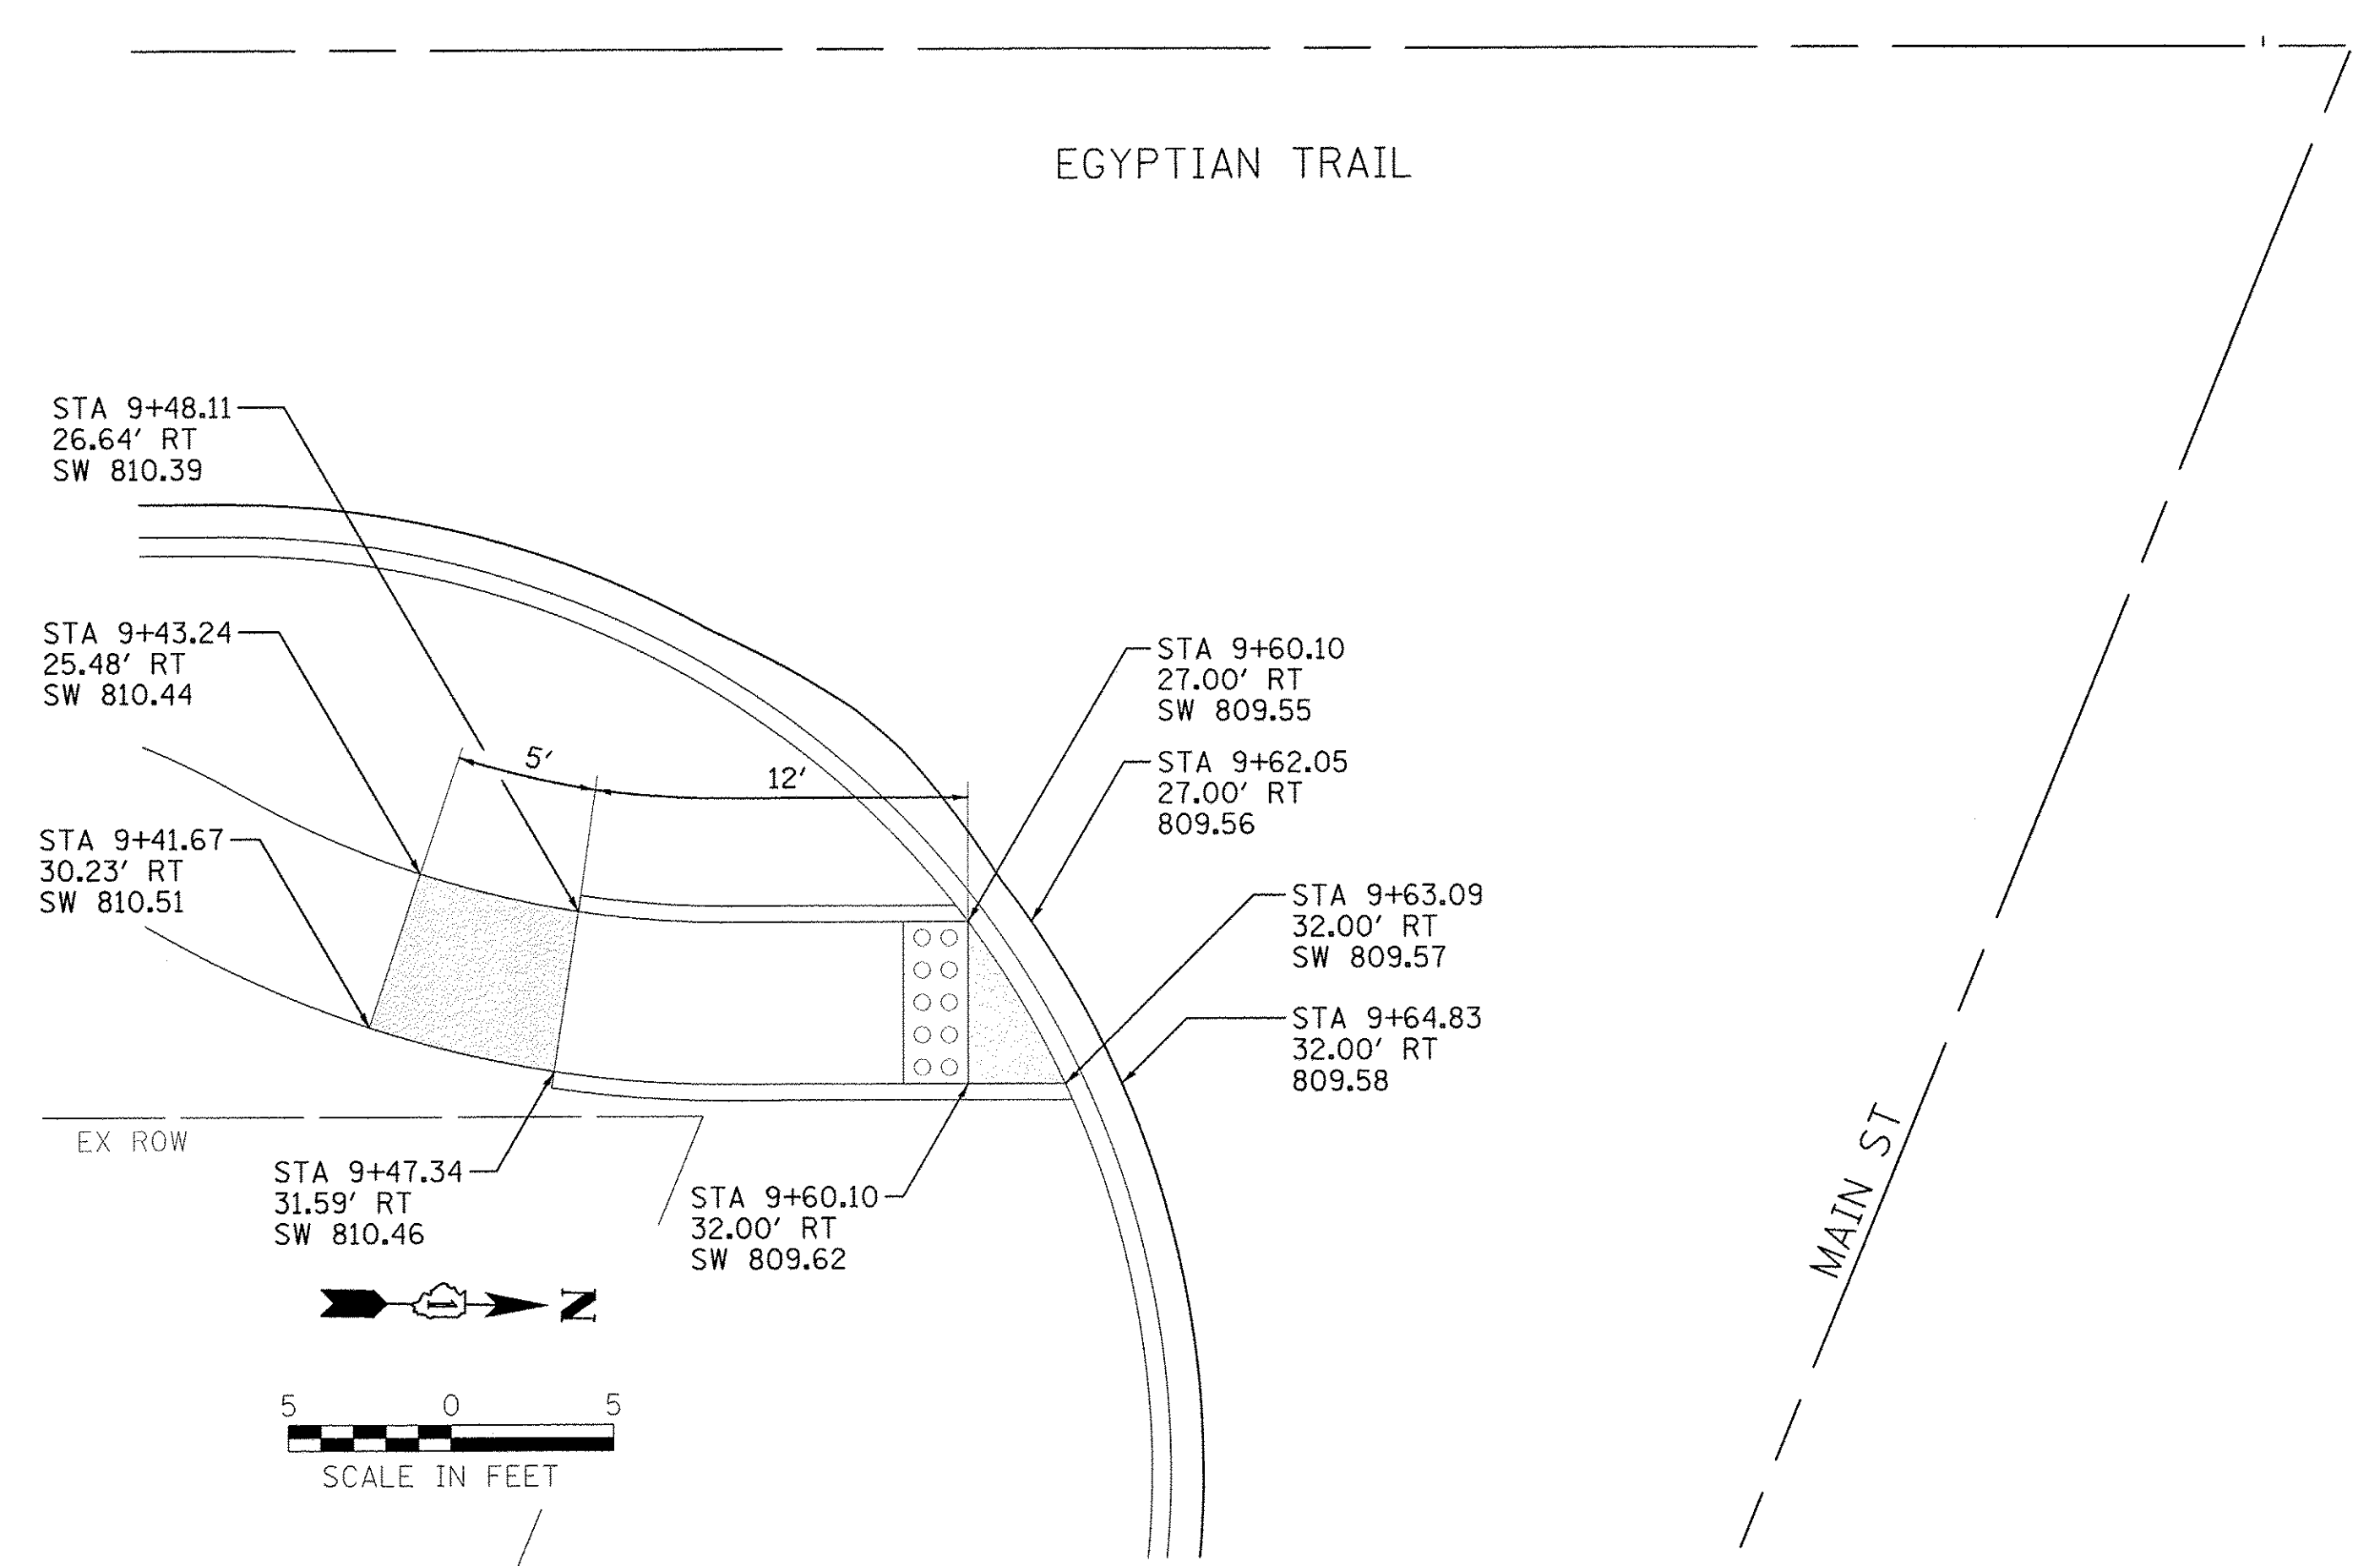 EGYPTIAN TRAIL
STA 9+48.11
26.64' RT
SW 810.39
STA 9+43.24
25.48' RT
SW 810.44
STA 9+41.67
30.23' RT
SW 810.51
5'
12'
STA 9+60.10
27.00' RT
SW 809.55
STA 9+62.05
27.00' RT
809.56
STA 9+63.09
32.00' RT
SW 809.57
STA 9+64.83
32.00' RT
809.58
EX ROW
STA 9+47.34
31.59' RT
SW 810.46
STA 9+60.10
32.00' RT
SW 809.62
MAIN ST
N
5 0 5
SCALE IN FEET